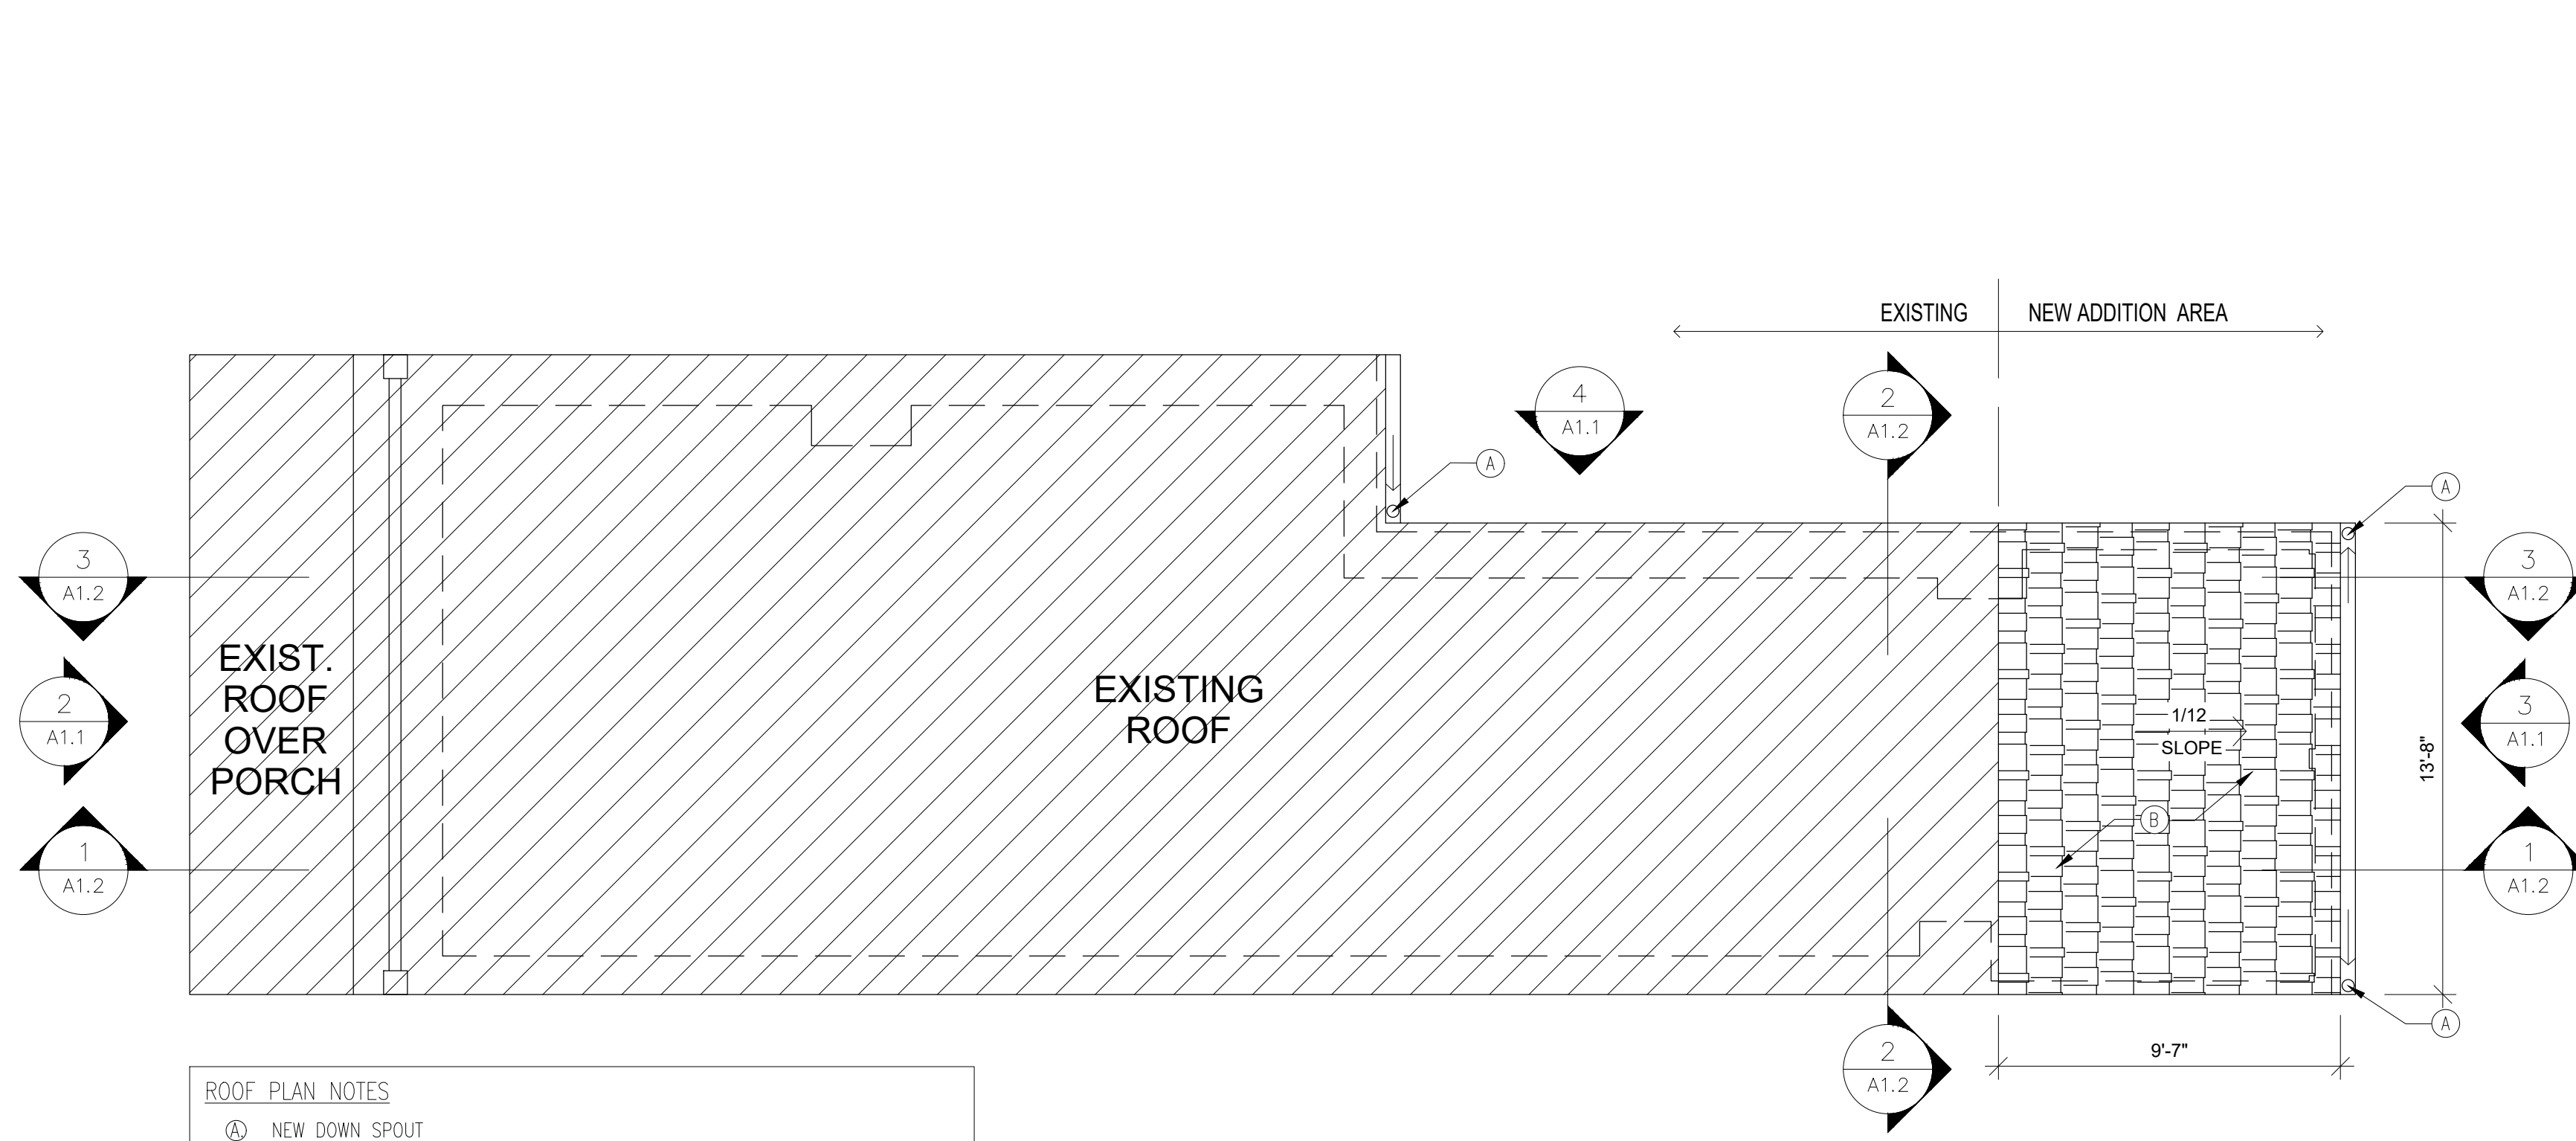 EXISTING
NEW ADDITION AREA
4
A1.1
2
A1.2
A
A
3
A1.2
3
A1.2
EXIST.
ROOF
OVER
PORCH
EXISTING
ROOF
2
A1.1
1/12
SLOPE
3
A1.1
13'-8"
B
1
A1.2
1
A1.2
A
9'-7"
2
A1.2
ROOF PLAN NOTES
A. NEW DOWN SPOUT